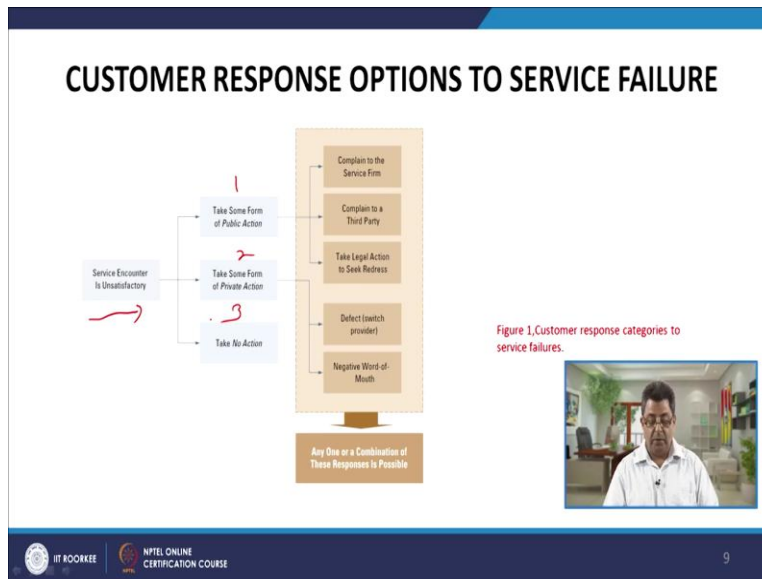 CUSTOMER RESPONSE OPTIONS TO SERVICE FAILURE
Service Encounter
Is Unsatisfactory
1
Take Some Form
of Public Action
2
Take Some Form
of Private Action
3
Take No Action
Complain to the
Service Firm
Complain to a
Third Party
Take Legal Action
to Seek Redress
Defect (switch
provider)
Negative Word-of-
Mouth
Any One or a Combination of
These Responses Is Possible
Figure 1,Customer response categories to
service failures.
IIT ROORKEE
NPTEL ONLINE
CERTIFICATION COURSE
9